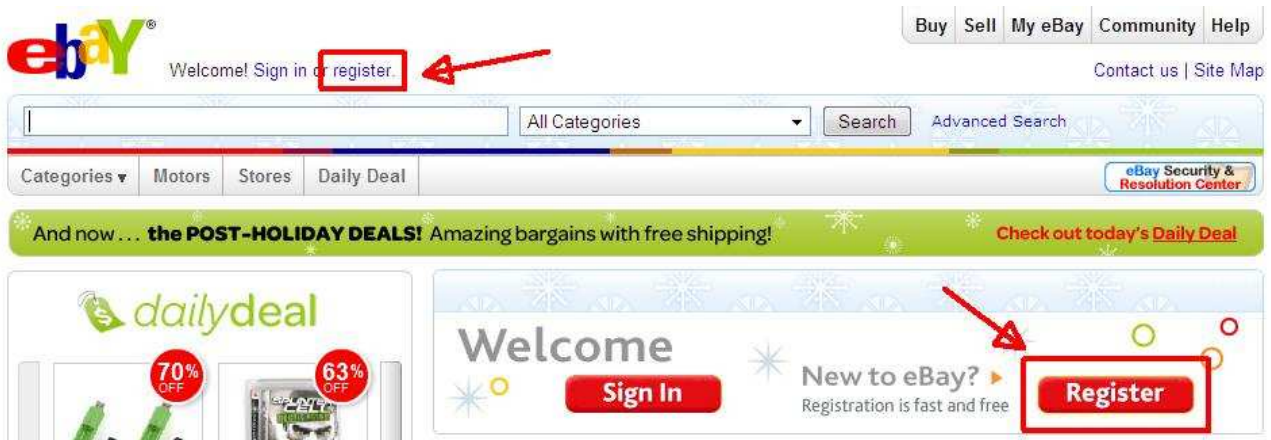 ebaY®
Buy Sell My eBay Community Help
Welcome! Sign in or register.
Contact us | Site Map
All Categories Search Advanced Search
Categories Motors Stores Daily Deal
eBay Security &
Resolution Center
And now... the POST-HOLIDAY DEALS! Amazing bargains with free shipping! Check out today's Daily Deal
dailydeal
70%
OFF
63%
OFF
SPLINTER
CELL
Welcome
Sign In
New to eBay?
Registration is fast and free
Register